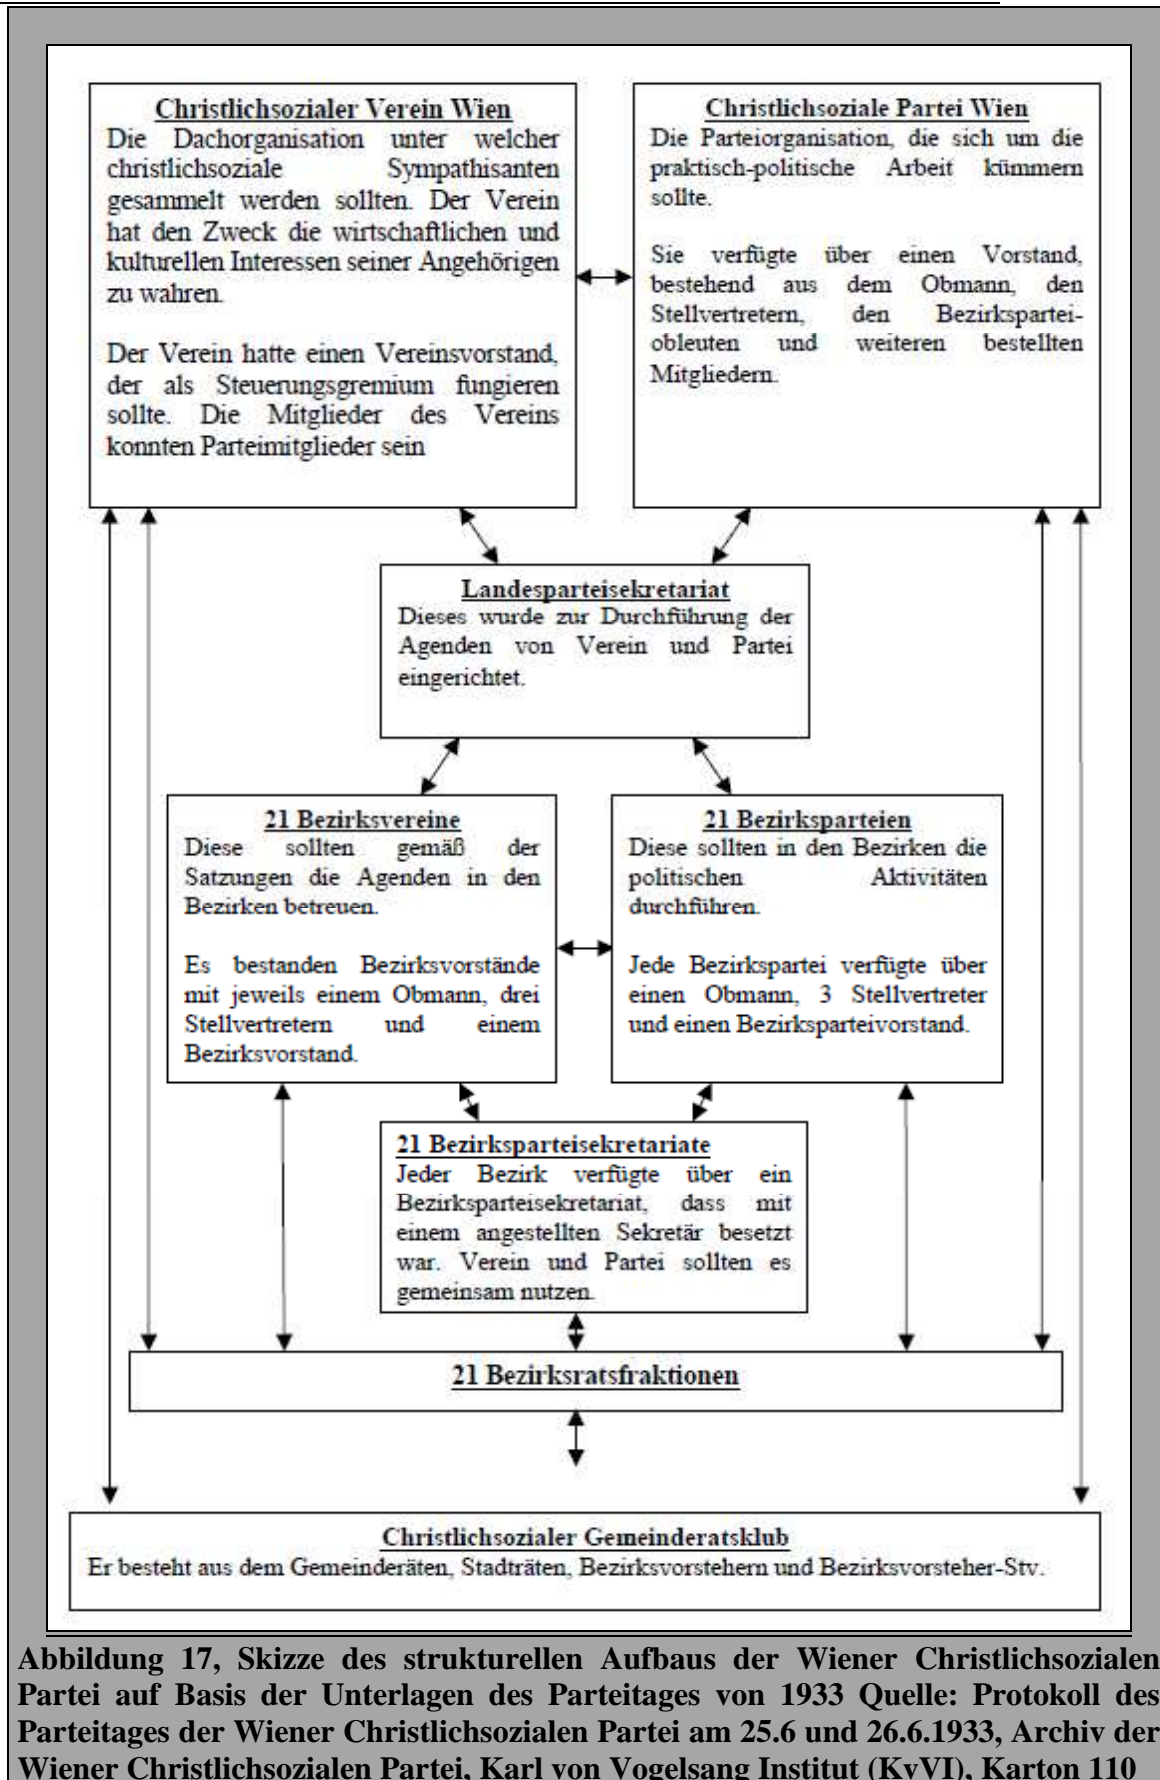 Christlichsozialer Verein Wien
Die Dachorganisation unter welcher
christlichsoziale Sympathisanten
gesammelt werden sollten. Der Verein
hat den Zweck die wirtschaftlichen und
kulturellen Interessen seiner Angehörigen
zu wahren.
Der Verein hatte einen Vereinsvorstand,
der als Steuerungsgremium fungieren
sollte. Die Mitglieder des Vereins
konnten Parteimitglieder sein
Christlichsoziale Partei Wien
Die Parteiorganisation, die sich um die
praktisch-politische Arbeit kümmern
sollte.
Sie verfügte über einen Vorstand,
bestehend aus dem Obmann, den
Stellvertretern, den Bezirkspartei-
obleuten und weiteren bestellten
Mitgliedern.
Landesparteisekretariat
Dieses wurde zur Durchführung der
Agenden von Verein und Partei
eingerichtet.
21 Bezirksvereine
Diese sollten gemäß der
Satzungen die Agenden in den
Bezirken betreuen.
Es bestanden Bezirksvorstände
mit jeweils einem Obmann, drei
Stellvertretern und einem
Bezirksvorstand.
21 Bezirksparteien
Diese sollten in den Bezirken die
politischen Aktivitäten
durchführen.
Jede Bezirkspartei verfügte über
einen Obmann, 3 Stellvertreter
und einen Bezirksparteivorstand.
21 Bezirksparteisekretariate
Jeder Bezirk verfügte über ein
Bezirksparteisekretariat, dass mit
einem angestellten Sekretär besetzt
war. Verein und Partei sollten es
gemeinsam nutzen.
21 Bezirksratsfraktionen
Christlichsozialer Gemeinderatsklub
Er besteht aus dem Gemeinderäten, Stadträten, Bezirksvorstehern und Bezirksvorsteher-Stv.
Abbildung 17, Skizze des strukturellen Aufbaus der Wiener Christlichsozialen
Partei auf Basis der Unterlagen des Parteitages von 1933 Quelle: Protokoll des
Parteitages der Wiener Christlichsozialen Partei am 25.6 und 26.6.1933, Archiv der
Wiener Christlichsozialen Partei, Karl von Vogelsang Institut (KvVI), Karton 110